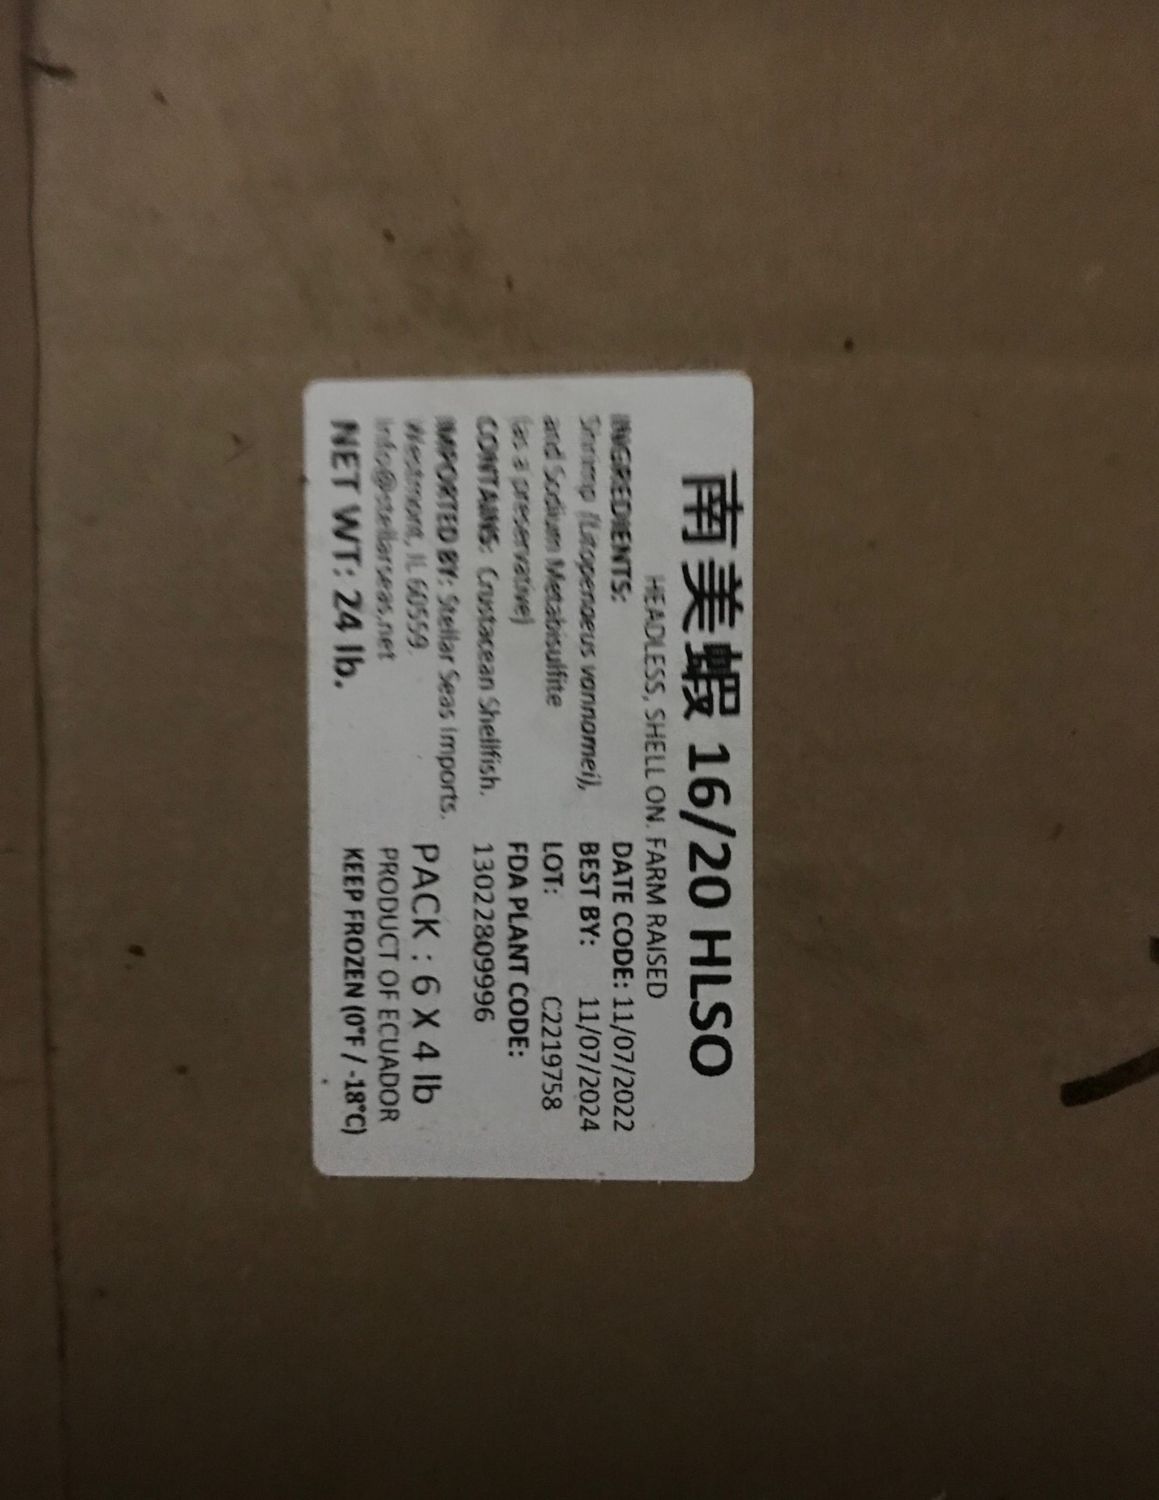 南美蝦 16/20 HLSO
HEADLESS, SHELL ON. FARM RAISED
INGREDIENTS:
Shrimp (Litopenaeus vannamei),
and Sodium Metabisulfite
(as a preservative)
CONTAINS: Crustacean Shellfish.
IMPORTED BY: Stellar Seas Imports.
Westmont, IL 60559.
info@stellarseas.net
NET WT: 24 lb.
DATE CODE: 11/07/2022
BEST BY: 11/07/2024
LOT: C2219758
FDA PLANT CODE:
13022809996
PACK : 6 X 4 lb
PRODUCT OF ECUADOR
KEEP FROZEN (0°F / -18°C)